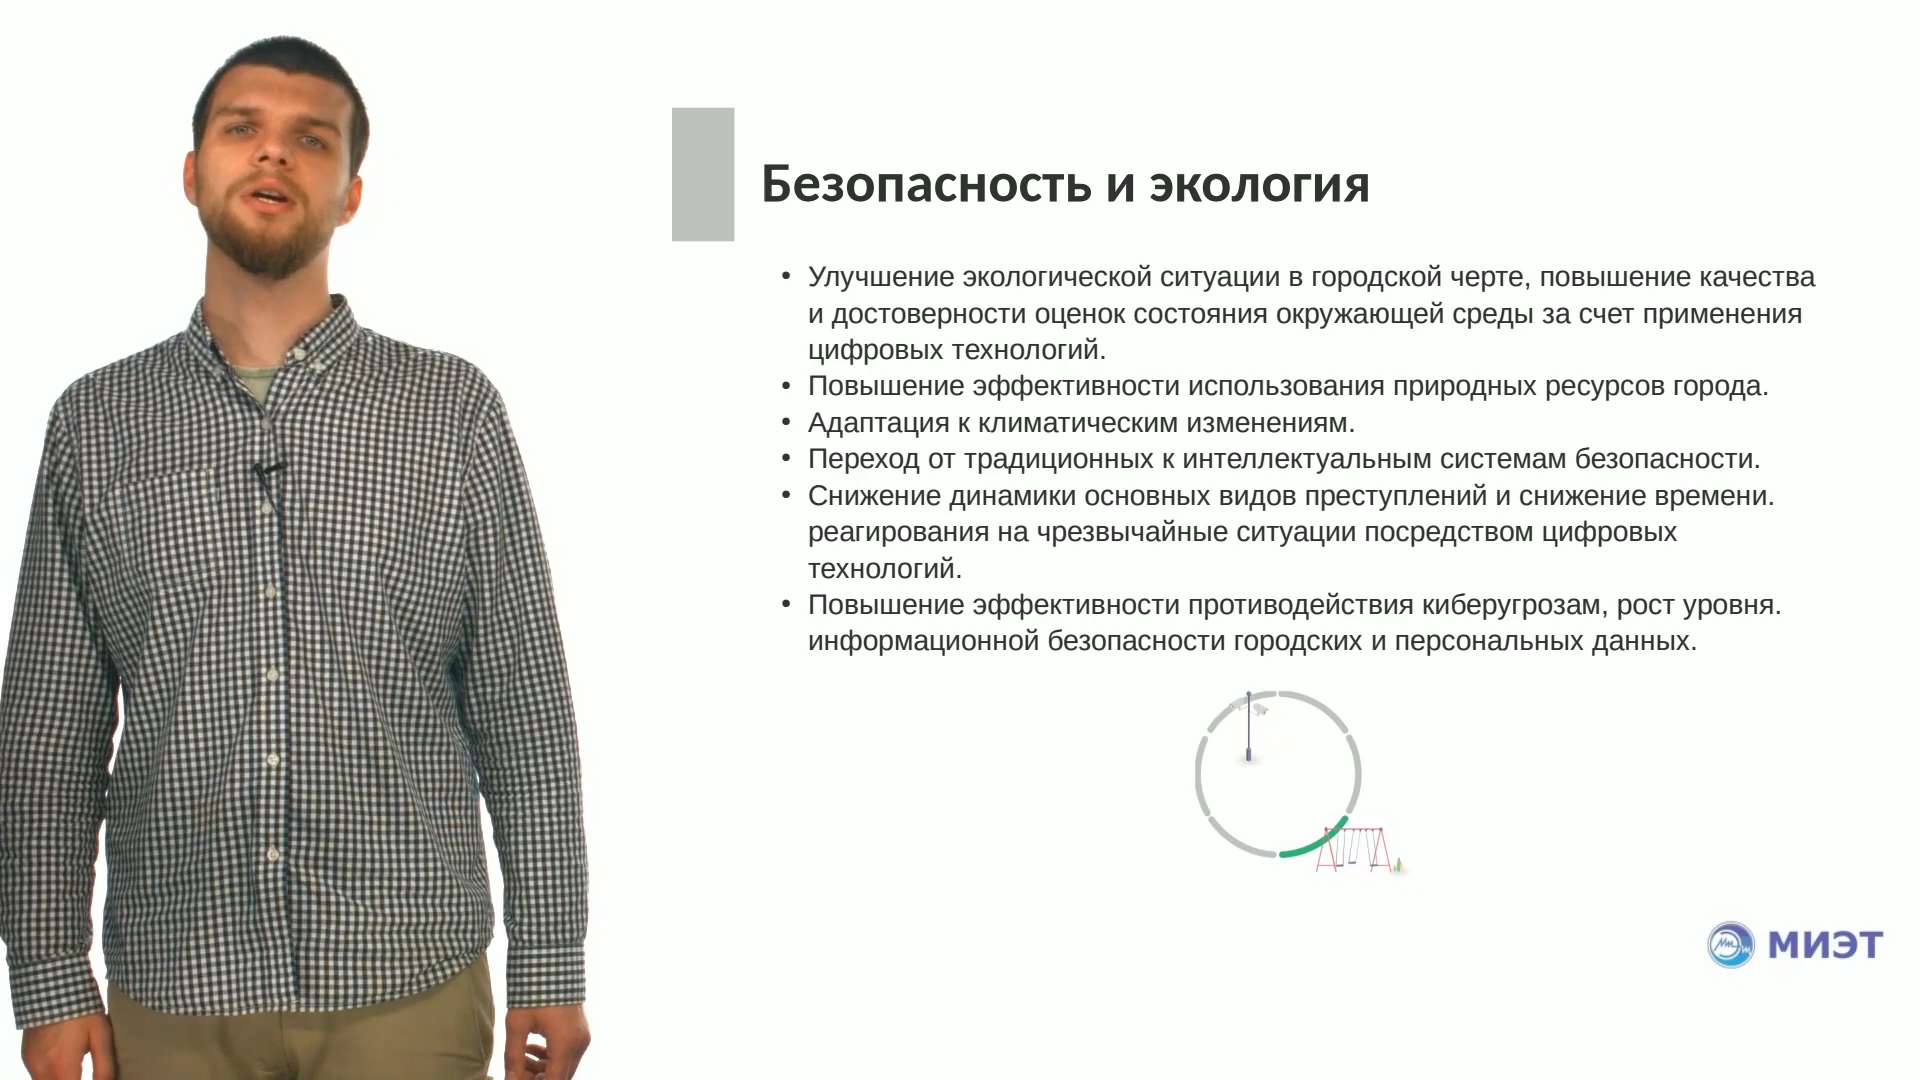 Безопасность и экология
• Улучшение экологической ситуации в городской черте, повышение качества
и достоверности оценок состояния окружающей среды за счет применения
цифровых технологий.
• Повышение эффективности использования природных ресурсов города.
• Адаптация к климатическим изменениям.
• Переход от традиционных к интеллектуальным системам безопасности.
• Снижение динамики основных видов преступлений и снижение времени.
реагирования на чрезвычайные ситуации посредством цифровых
технологий.
• Повышение эффективности противодействия киберугрозам, рост уровня.
информационной безопасности городских и персональных данных.
МИЭТ